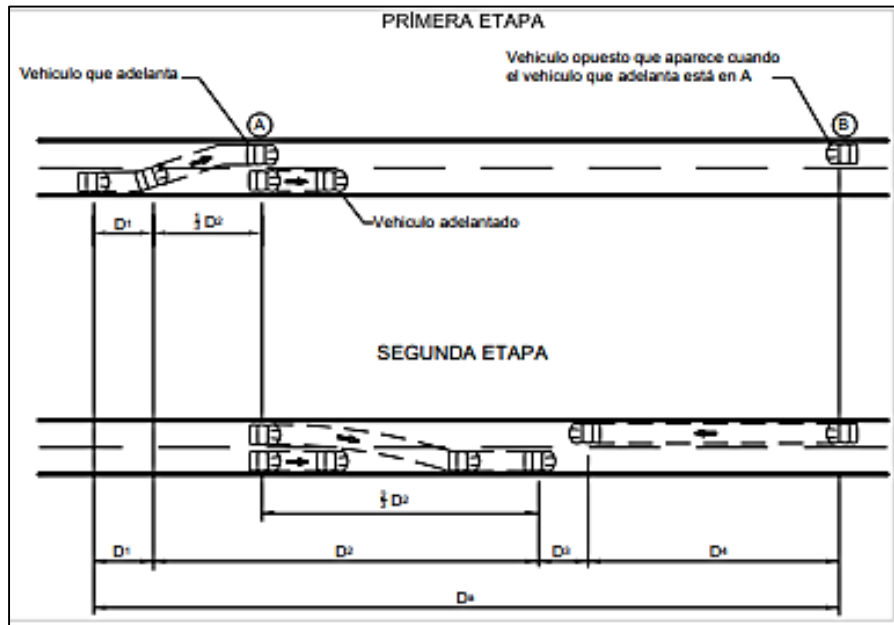 PRIMERA ETAPA
Vehiculo que adelanta
Vehiculo opuesto que aparece cuando
el vehiculo que adelanta está en A
A
B
D1
⅓ D2
Vehiculo adelantado
SEGUNDA ETAPA
⅔ D2
D1
D2
D3
D4
Da